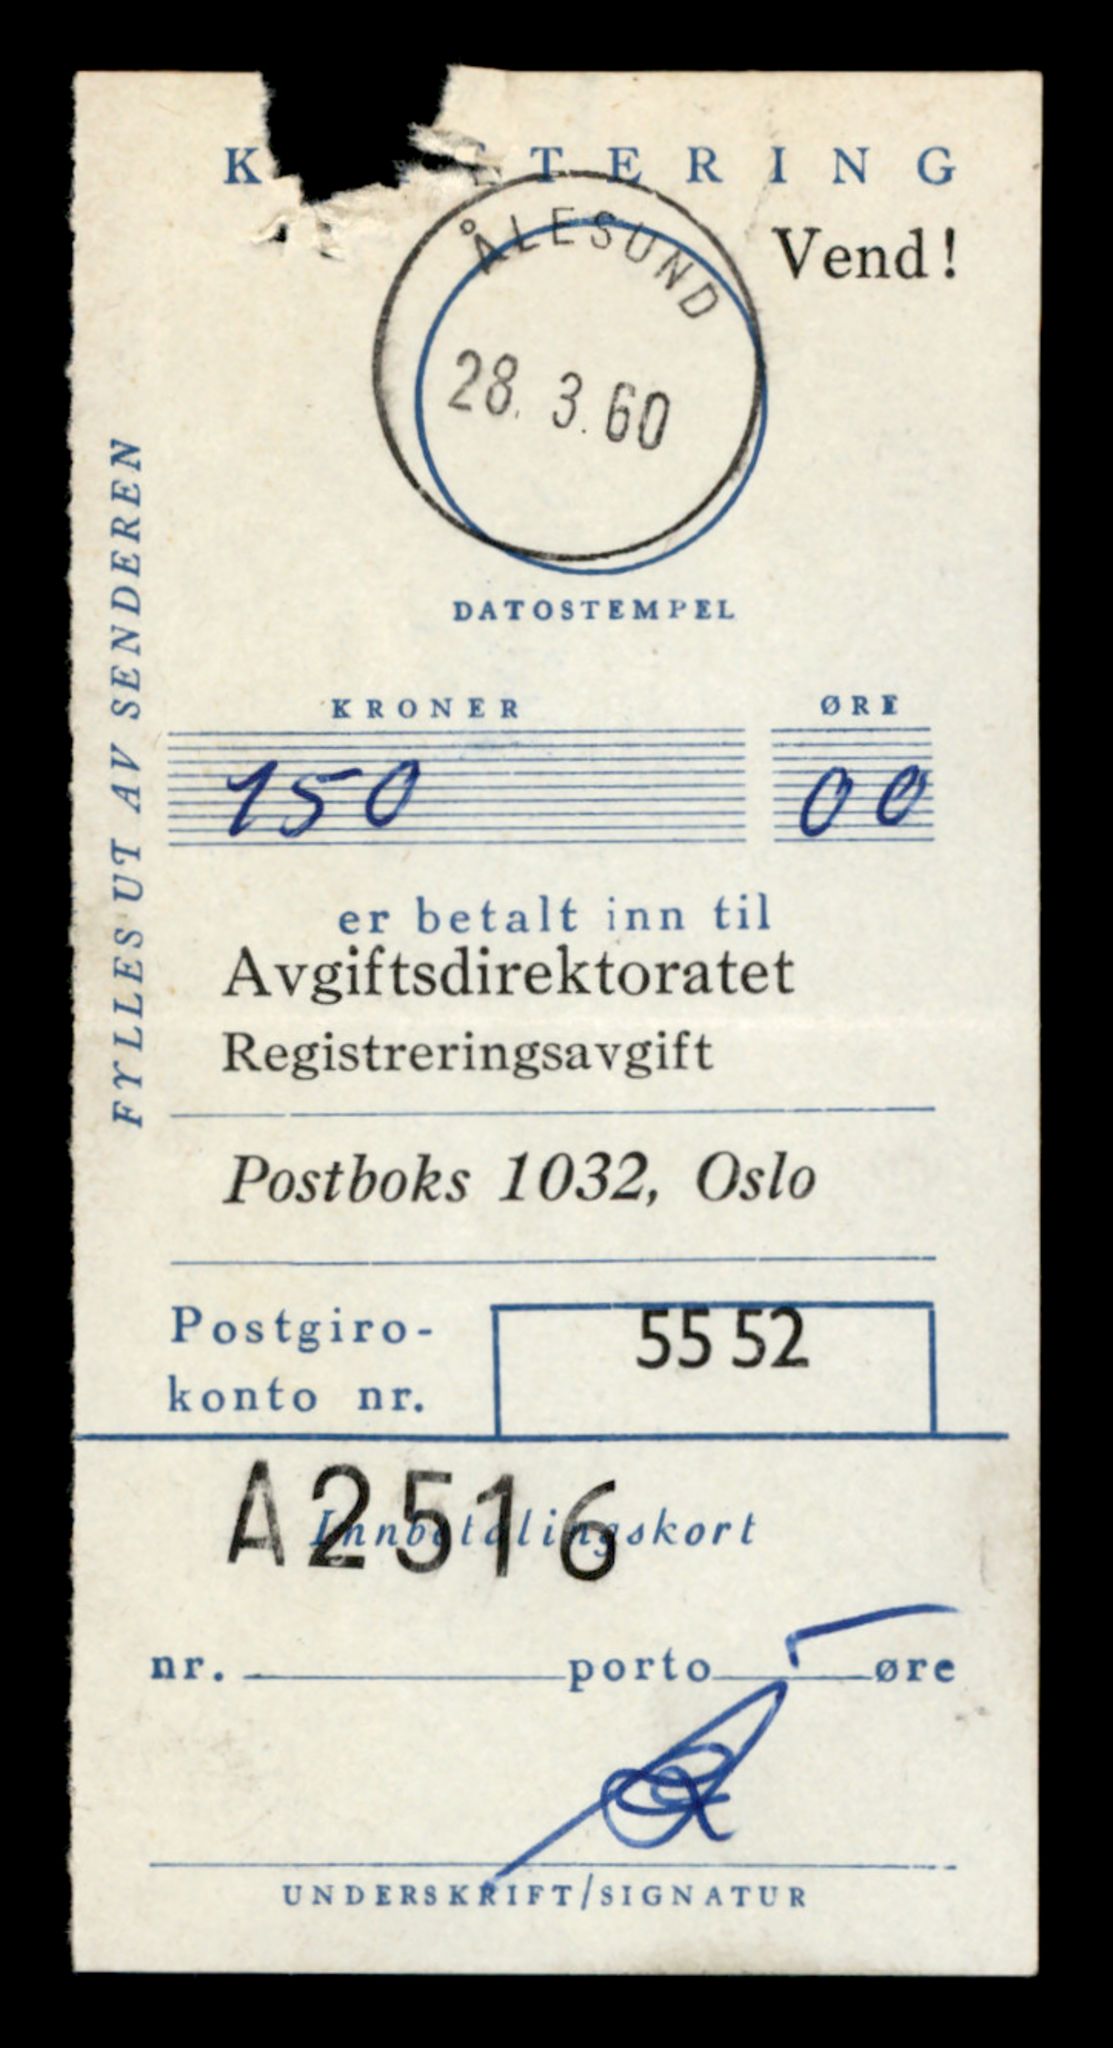 K TERING
Vend!
ÅLESUND
28. 3. 60
DATOSTEMPEL
FYLLES UT AV SENDEREN
KRONER ØRE
150 00
er betalt inn til
Avgiftsdirektoratet
Registreringsavgift
Postboks 1032, Oslo
Postgiro-
konto nr.
55 52
A2516
Innbetalingskort
nr. porto øre
UNDERSKRIFT/SIGNATUR